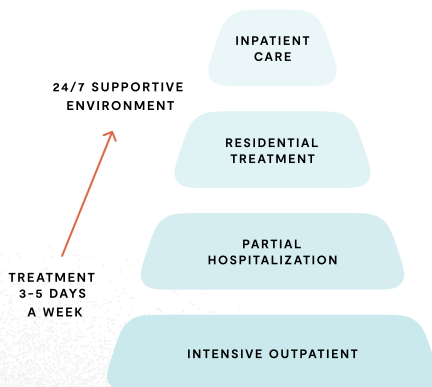 INPATIENT
CARE
24/7 SUPPORTIVE
ENVIRONMENT
RESIDENTIAL
TREATMENT
PARTIAL
HOSPITALIZATION
TREATMENT
3-5 DAYS
A WEEK
INTENSIVE OUTPATIENT